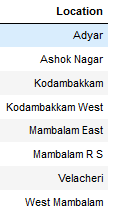 Location
Adyar
Ashok Nagar
Kodambakkam
Kodambakkam West
Mambalam East
Mambalam R S
Velacheri
West Mambalam